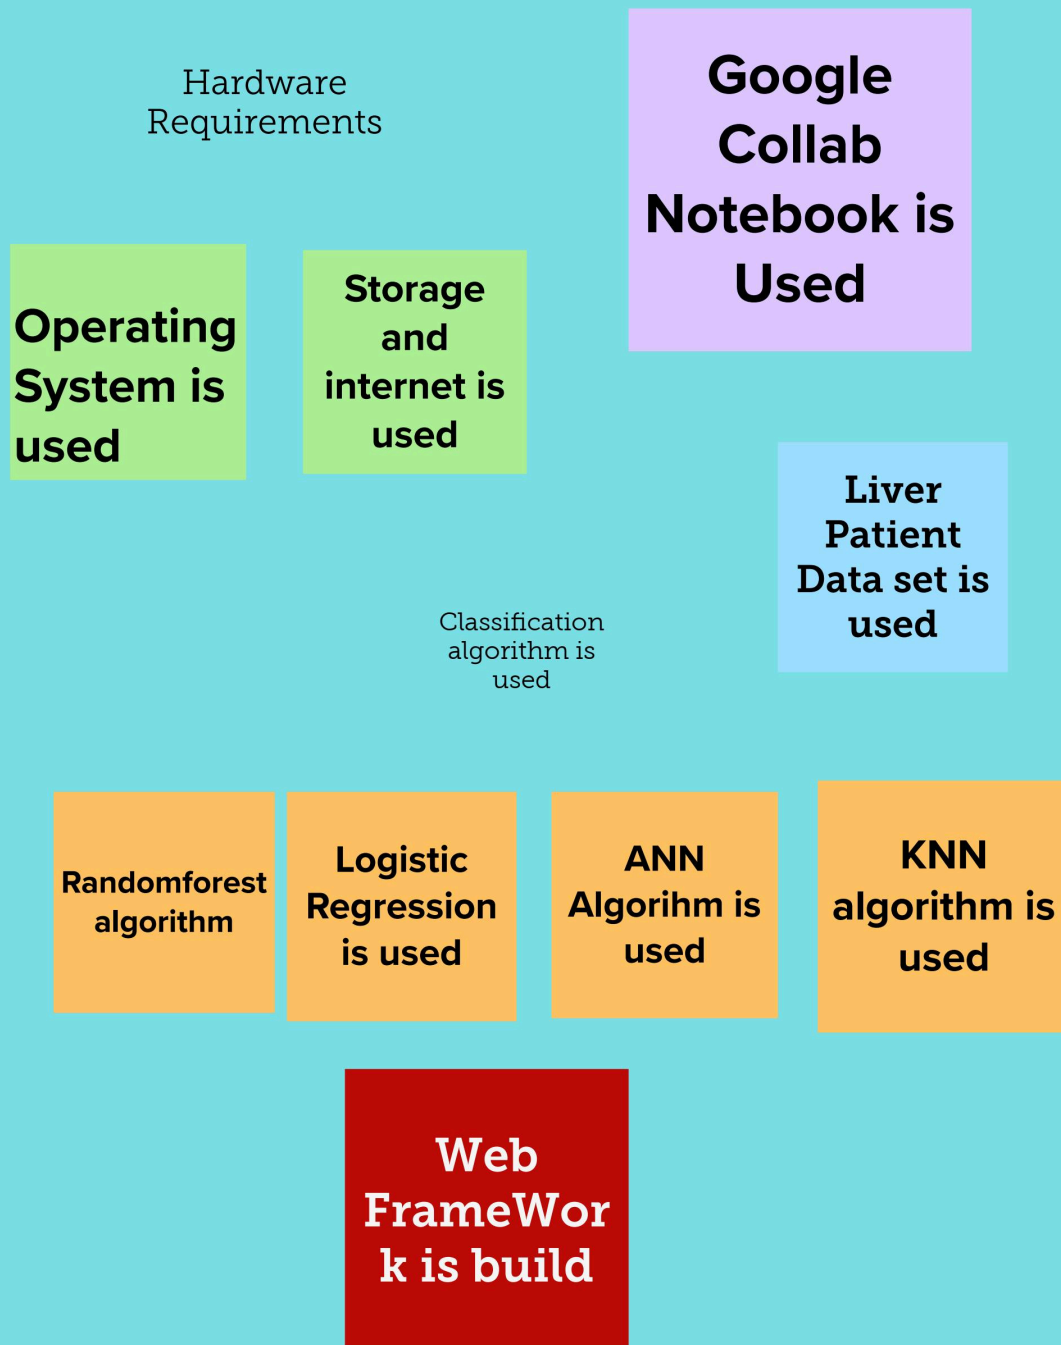 Hardware
Requirements
Google
Collab
Notebook is
Used
Operating
System is
used
Storage
and
internet is
used
Liver
Patient
Data set is
used
Classification
algorithm is
used
Randomforest
algorithm
Logistic
Regression
is used
ANN
Algorihm is
used
KNN
algorithm is
used
Web
FrameWor
k is build